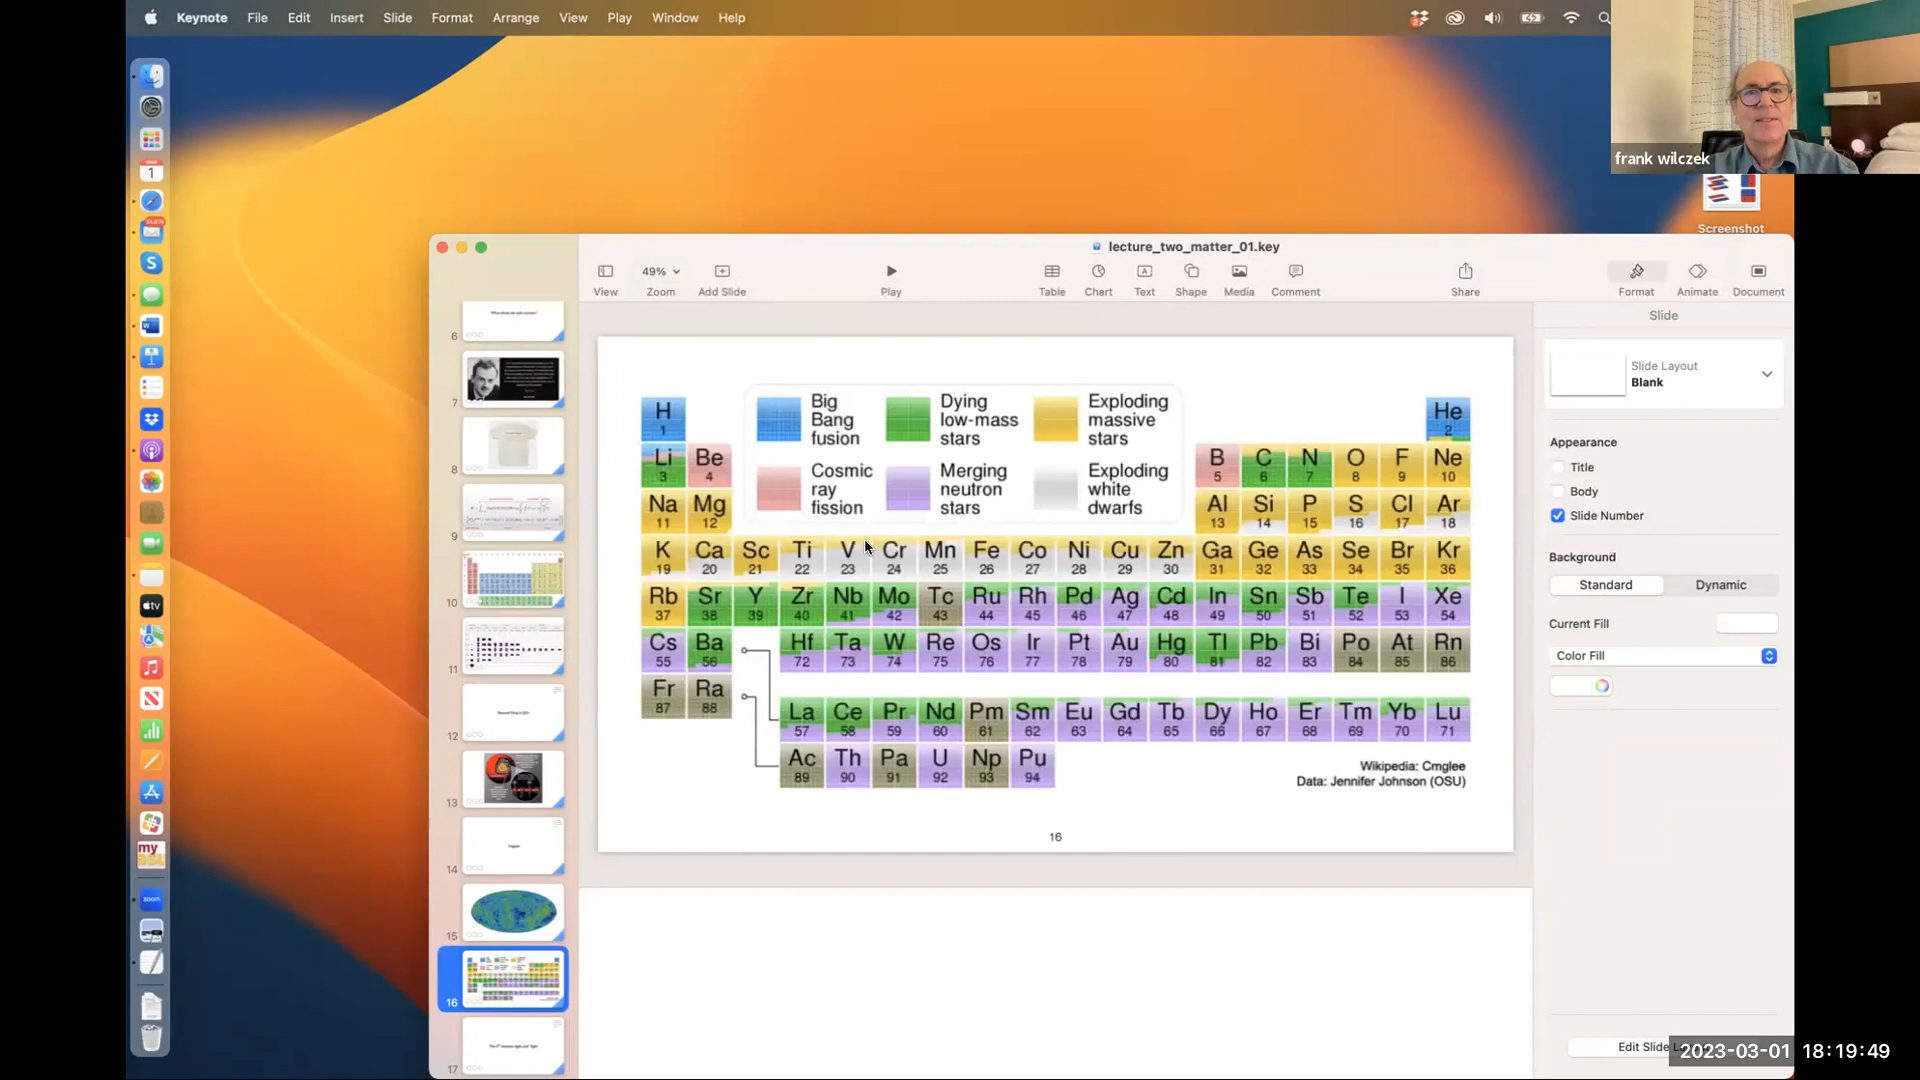 Keynote File Edit Insert Slide Format Arrange View Play Window Help
frank wilczek
Screenshot
lecture_two_matter_01.key
49%
View Zoom Add Slide Play Table Chart Text Shape Media Comment Share Format Animate Document
1
my
zoom
tv
6
7
8
9
10
11
12
13
14
15
16
17
Big Bang fusion
Dying low-mass stars
Exploding massive stars
Cosmic ray fission
Merging neutron stars
Exploding white dwarfs
H He
1 2
Li Be B C N O F Ne
3 4 5 6 7 8 9 10
Na Mg Al Si P S Cl Ar
11 12 13 14 15 16 17 18
K Ca Sc Ti V Cr Mn Fe Co Ni Cu Zn Ga Ge As Se Br Kr
19 20 21 22 23 24 25 26 27 28 29 30 31 32 33 34 35 36
Rb Sr Y Zr Nb Mo Tc Ru Rh Pd Ag Cd In Sn Sb Te I Xe
37 38 39 40 41 42 43 44 45 46 47 48 49 50 51 52 53 54
Cs Ba Hf Ta W Re Os Ir Pt Au Hg Tl Pb Bi Po At Rn
55 56 72 73 74 75 76 77 78 79 80 81 82 83 84 85 86
Fr Ra
87 88
La Ce Pr Nd Pm Sm Eu Gd Tb Dy Ho Er Tm Yb Lu
57 58 59 60 61 62 63 64 65 66 67 68 69 70 71
Ac Th Pa U Np Pu
89 90 91 92 93 94
Wikipedia: Cmglee
Data: Jennifer Johnson (OSU)
16
Slide
Slide Layout
Blank
Appearance
Title
Body
Slide Number
Background
Standard Dynamic
Current Fill
Color Fill
Edit Slide
2023-03-01 18:19:49